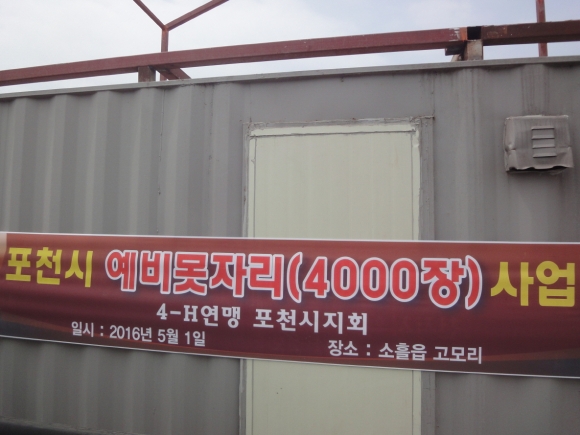 포천시 예비못자리(4000장) 사업
4-H연맹 포천시지회
일시 : 2016년 5월 1일 장소 : 소흘읍 고모리